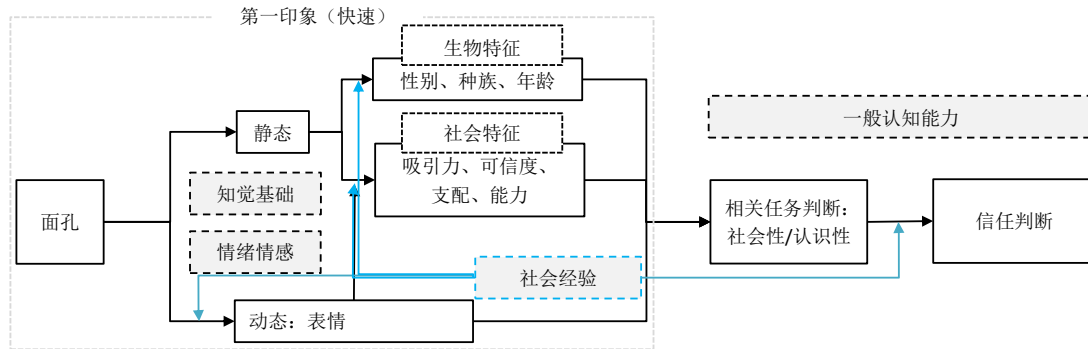 第一印象（快速）
生物特征
性别、种族、年龄
静态
社会特征
吸引力、可信度、
支配、能力
一般认知能力
面孔
知觉基础
情绪情感
社会经验
动态：表情
相关任务判断：
社会性/认识性
信任判断